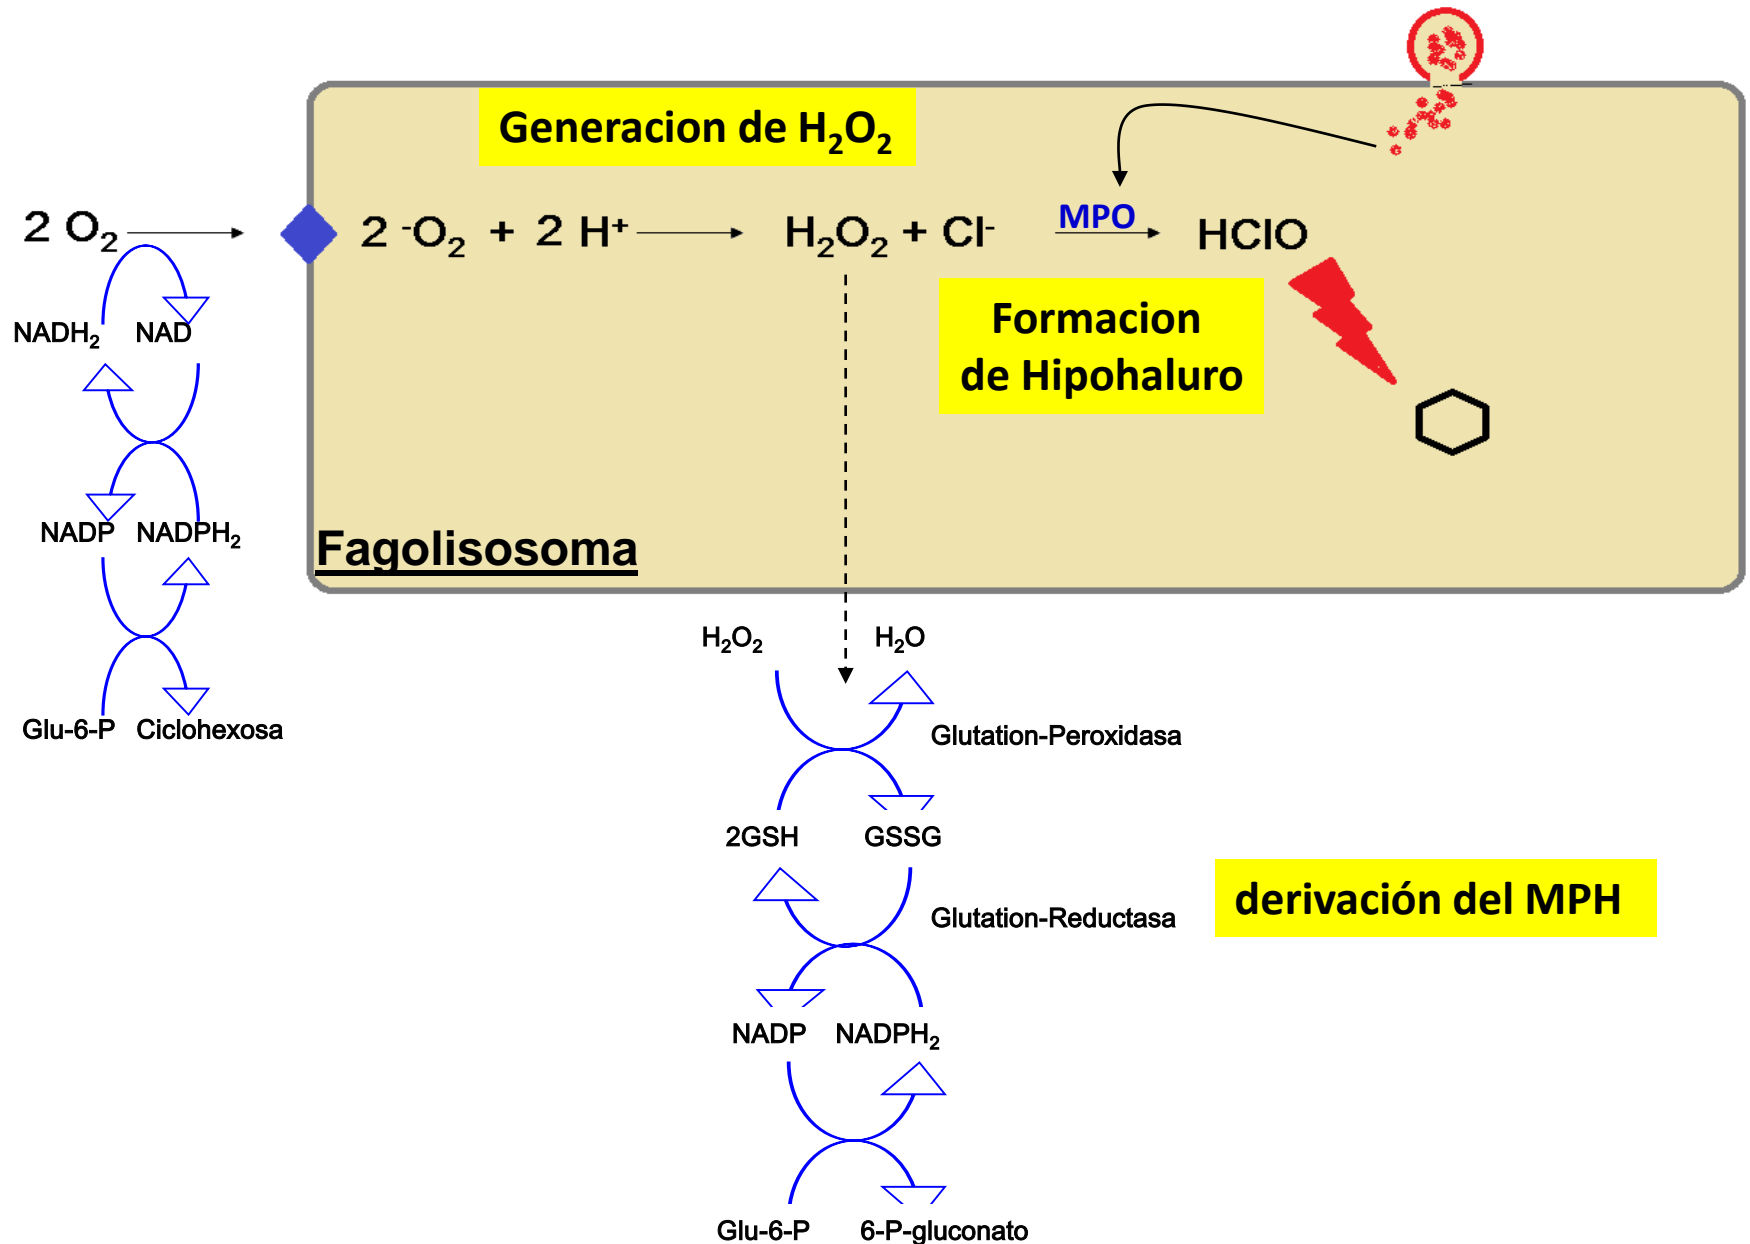 Generacion de H₂O₂
2 O₂ 2 ⁻O₂ + 2 H⁺ H₂O₂ + Cl⁻ MPO HClO
NADH₂ NAD
Formacion
de Hipohaluro
NADP NADPH₂
Fagolisosoma
H₂O₂ H₂O
Glu-6-P Ciclohexosa
Glutation-Peroxidasa
2GSH GSSG
derivación del MPH
Glutation-Reductasa
NADP NADPH₂
Glu-6-P 6-P-gluconato